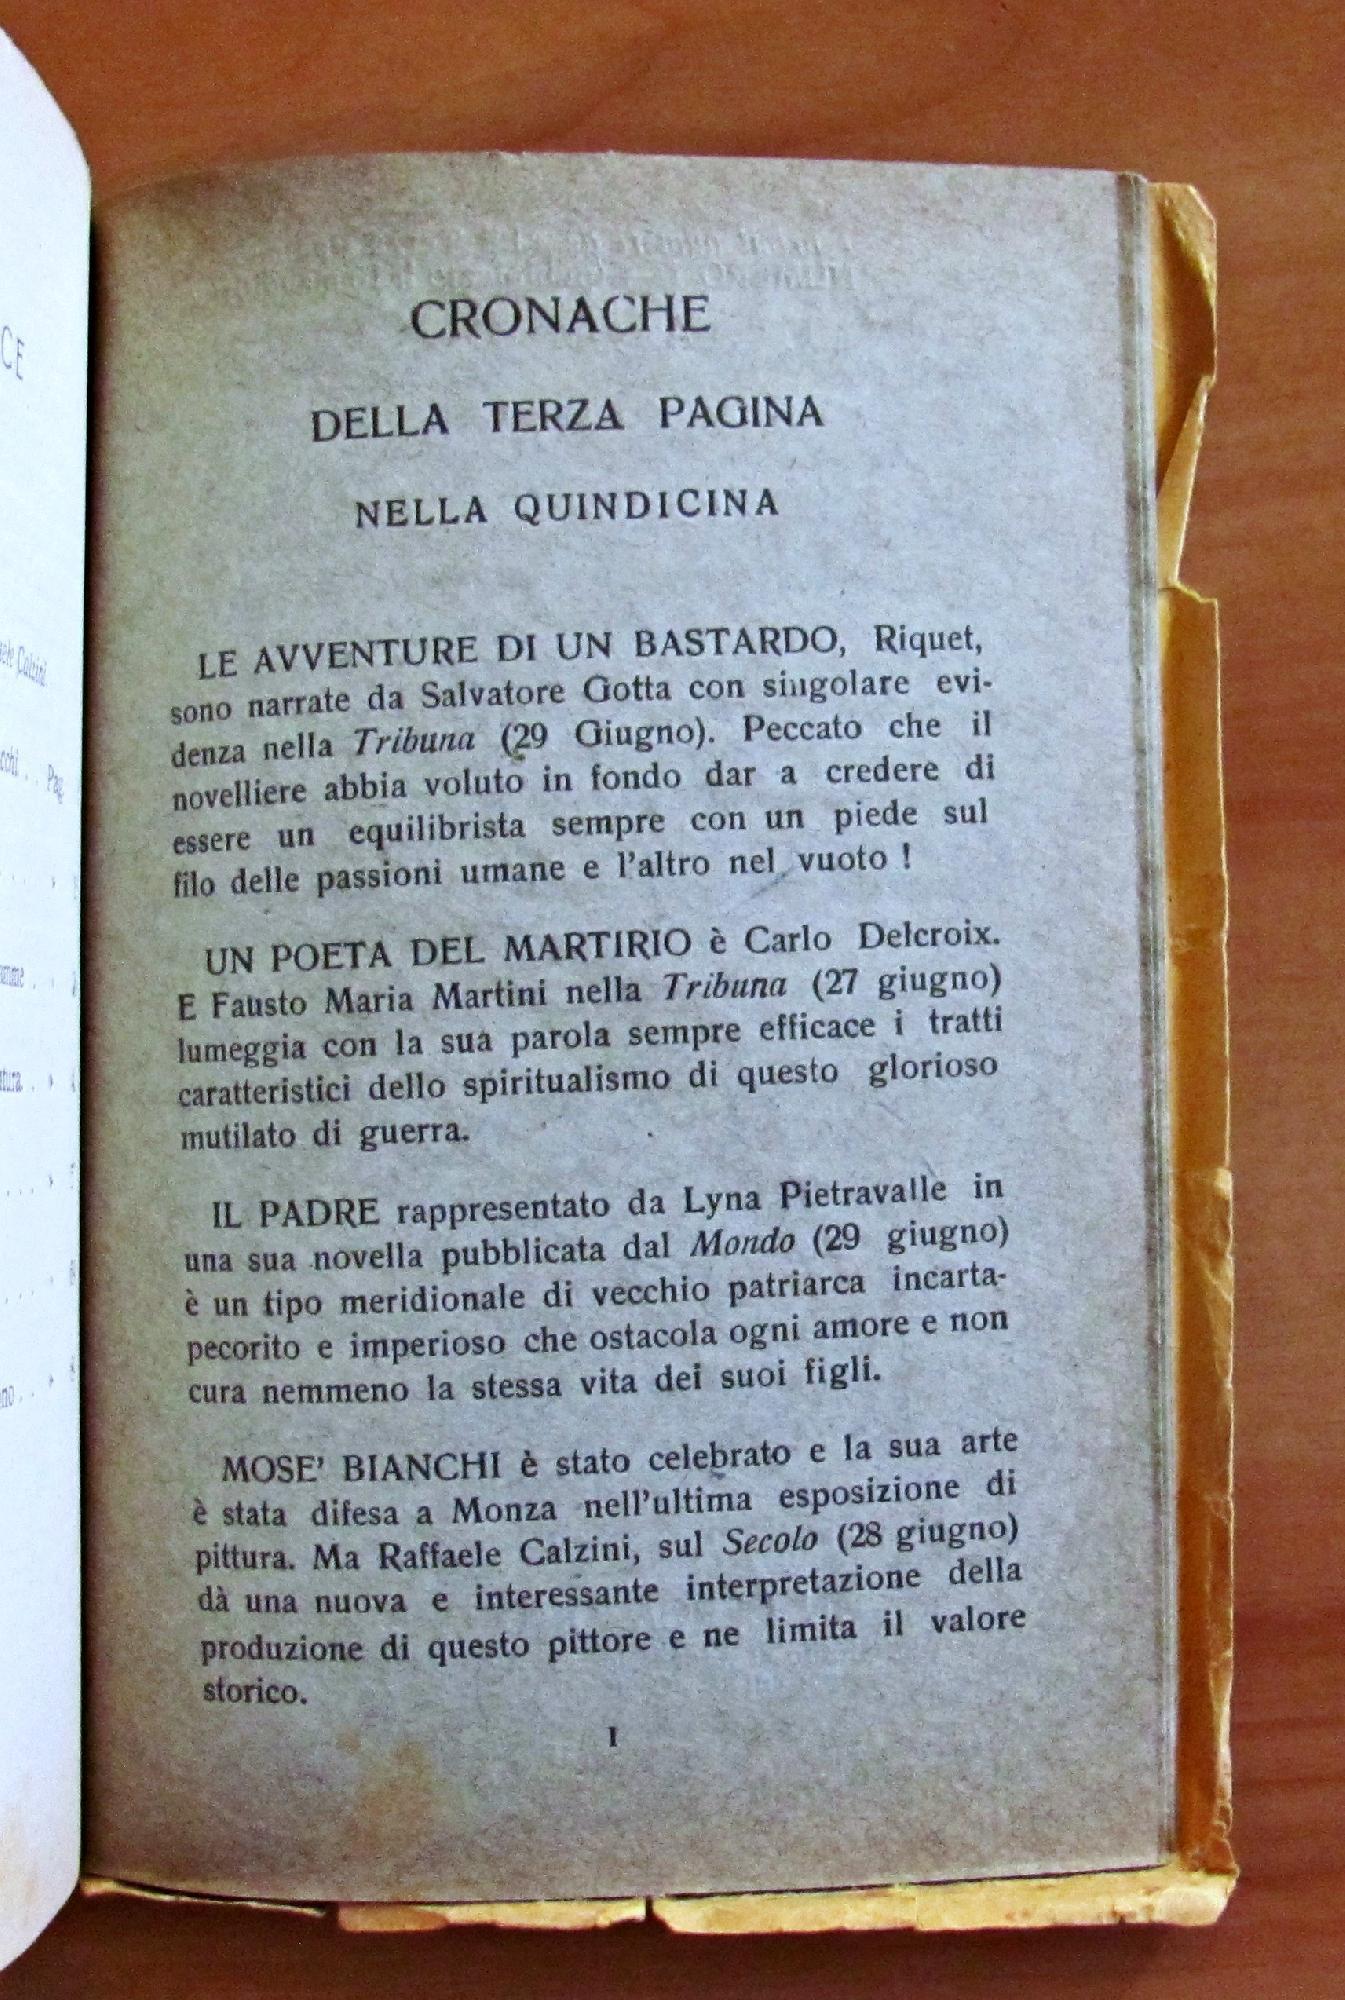 CE
Calzini
cchi . . Pag.
CRONACHE
DELLA TERZA PAGINA
NELLA QUINDICINA
LE AVVENTURE DI UN BASTARDO, Riquet,
sono narrate da Salvatore Gotta con singolare evi-
denza nella Tribuna (29 Giugno). Peccato che il
novelliere abbia voluto in fondo dar a credere di
essere un equilibrista sempre con un piede sul
filo delle passioni umane e l'altro nel vuoto !
UN POETA DEL MARTIRIO è Carlo Delcroix.
E Fausto Maria Martini nella Tribuna (27 giugno)
lumeggia con la sua parola sempre efficace i tratti
caratteristici dello spiritualismo di questo glorioso
mutilato di guerra.
IL PADRE rappresentato da Lyna Pietravalle in
una sua novella pubblicata dal Mondo (29 giugno)
è un tipo meridionale di vecchio patriarca incarta-
pecorito e imperioso che ostacola ogni amore e non
cura nemmeno la stessa vita dei suoi figli.
MOSE' BIANCHI è stato celebrato e la sua arte
è stata difesa a Monza nell'ultima esposizione di
pittura. Ma Raffaele Calzini, sul Secolo (28 giugno)
dà una nuova e interessante interpretazione della
produzione di questo pittore e ne limita il valore
storico.
I